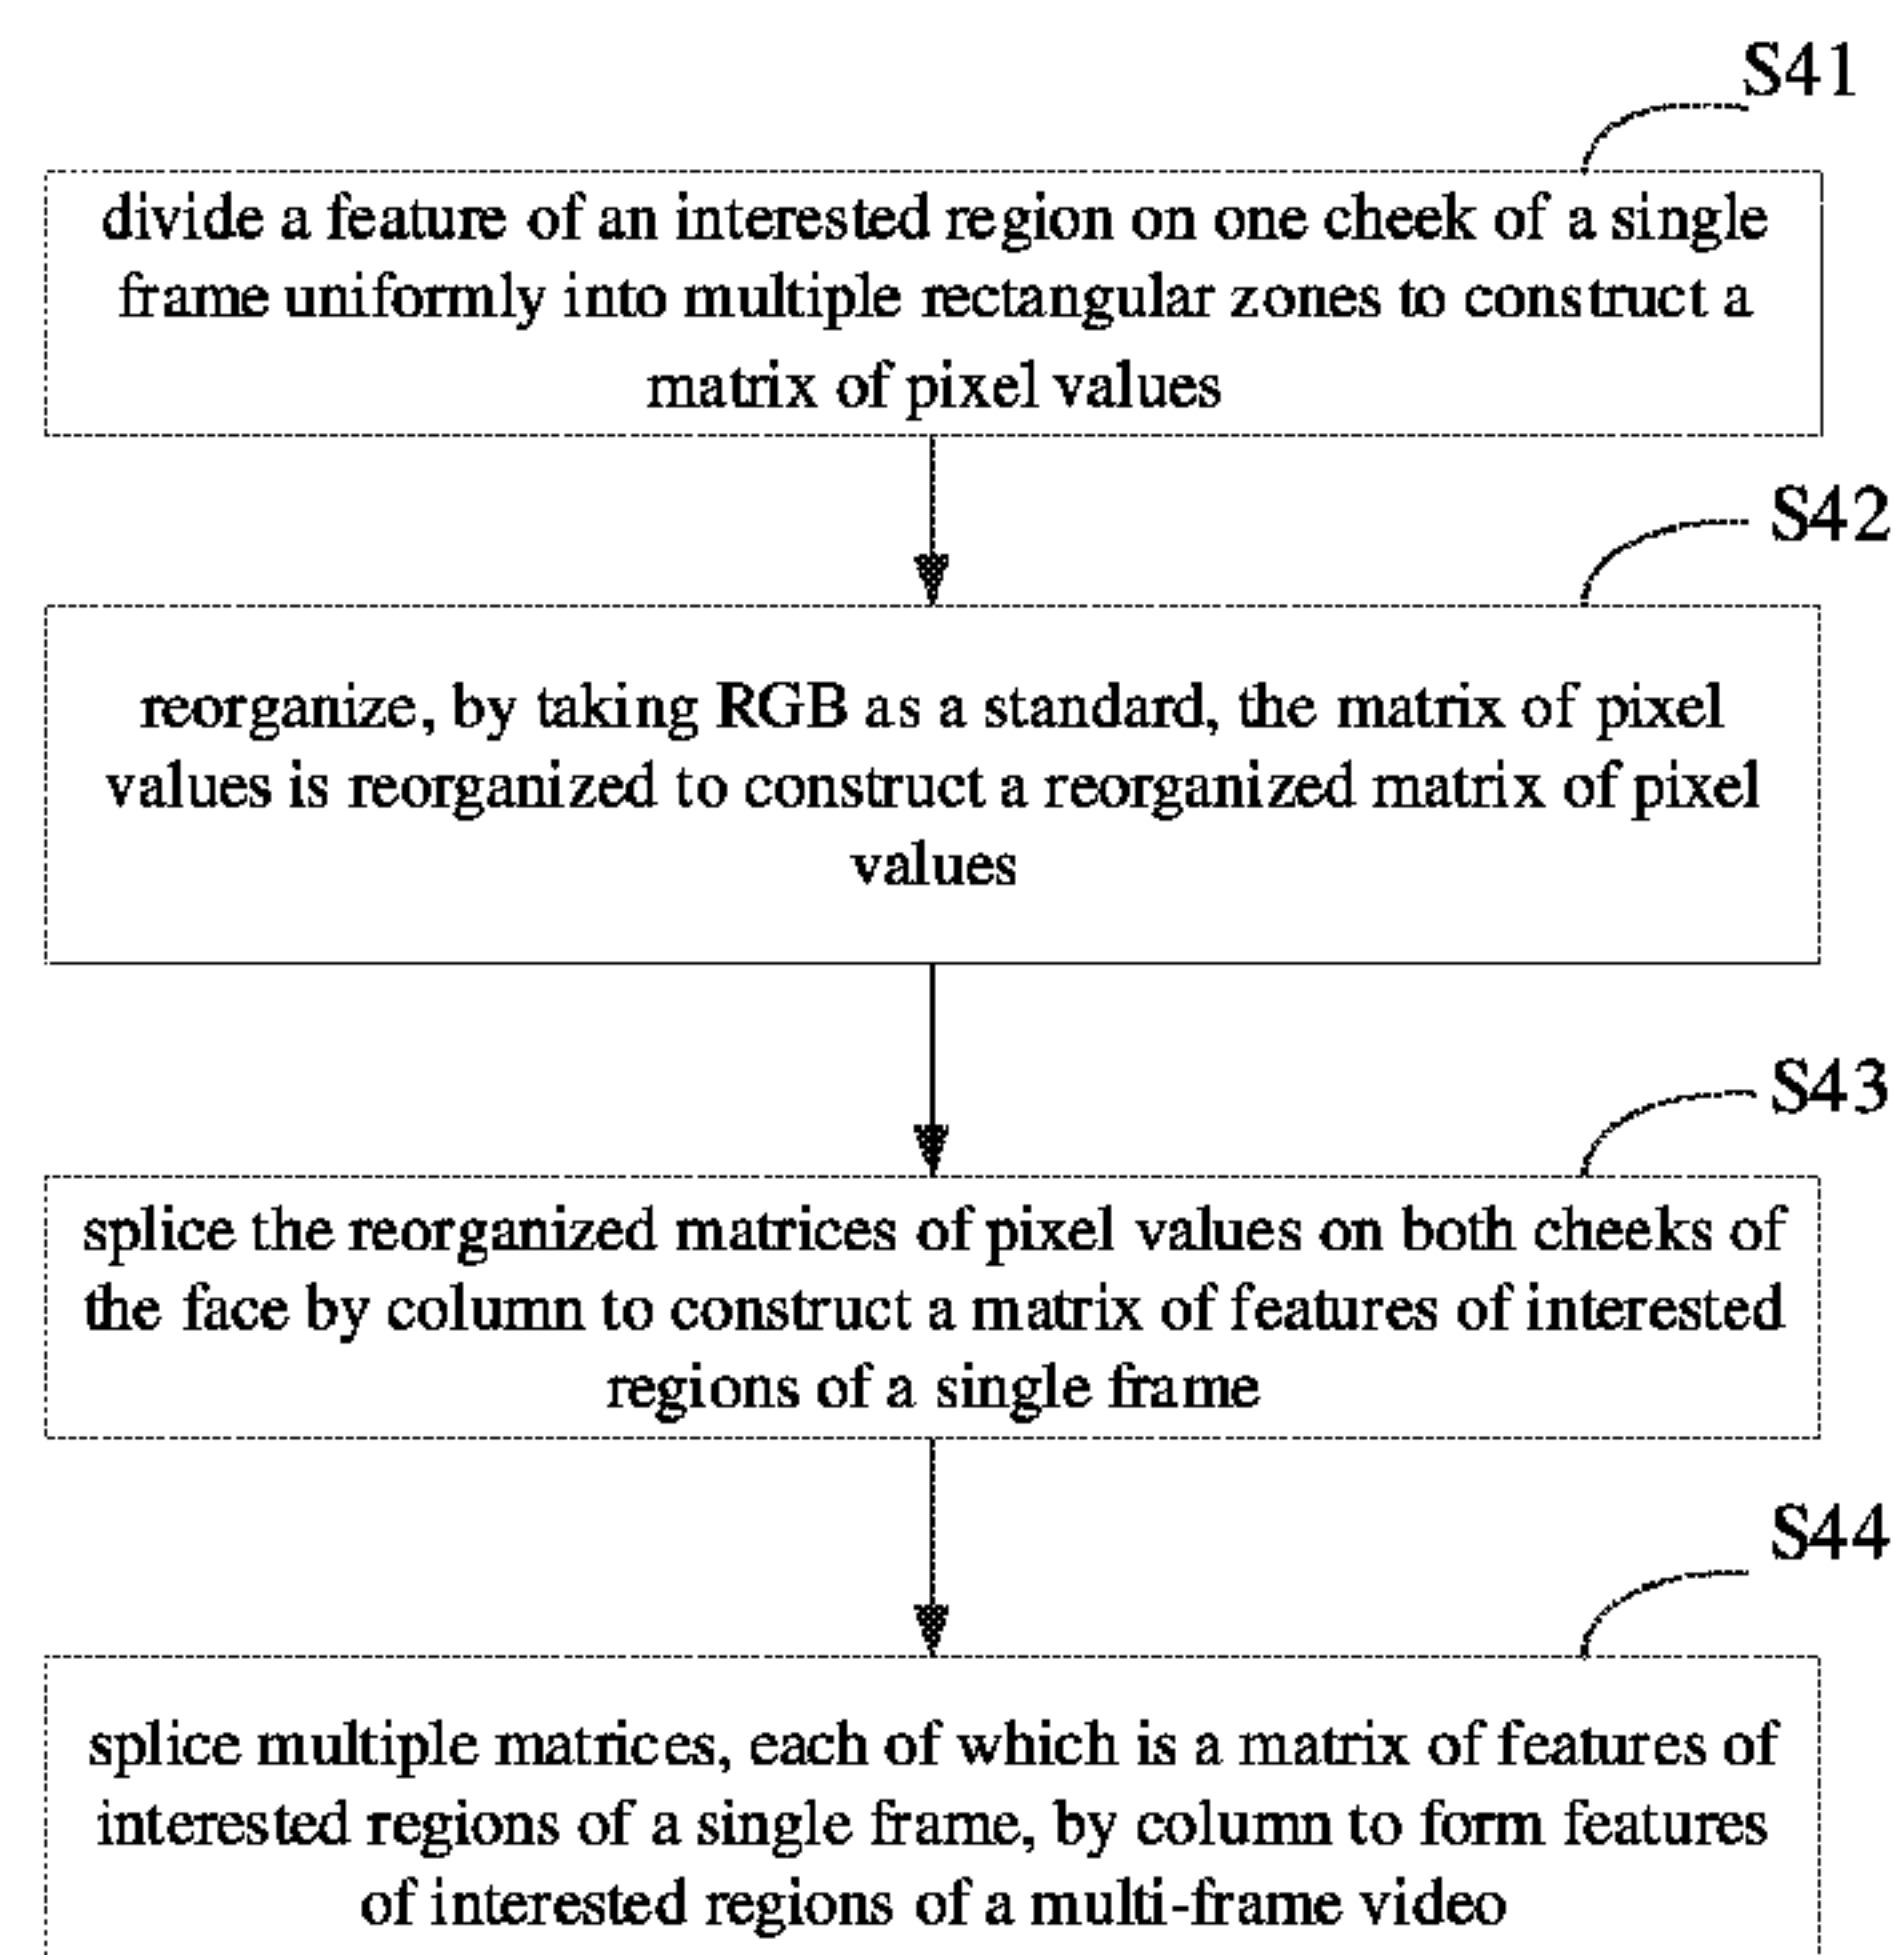 S41
divide a feature of an interested region on one cheek of a single
frame uniformly into multiple rectangular zones to construct a
matrix of pixel values
S42
reorganize, by taking RGB as a standard, the matrix of pixel
values is reorganized to construct a reorganized matrix of pixel
values
S43
splice the reorganized matrices of pixel values on both cheeks of
the face by column to construct a matrix of features of interested
regions of a single frame
S44
splice multiple matrices, each of which is a matrix of features of
interested regions of a single frame, by column to form features
of interested regions of a multi-frame video